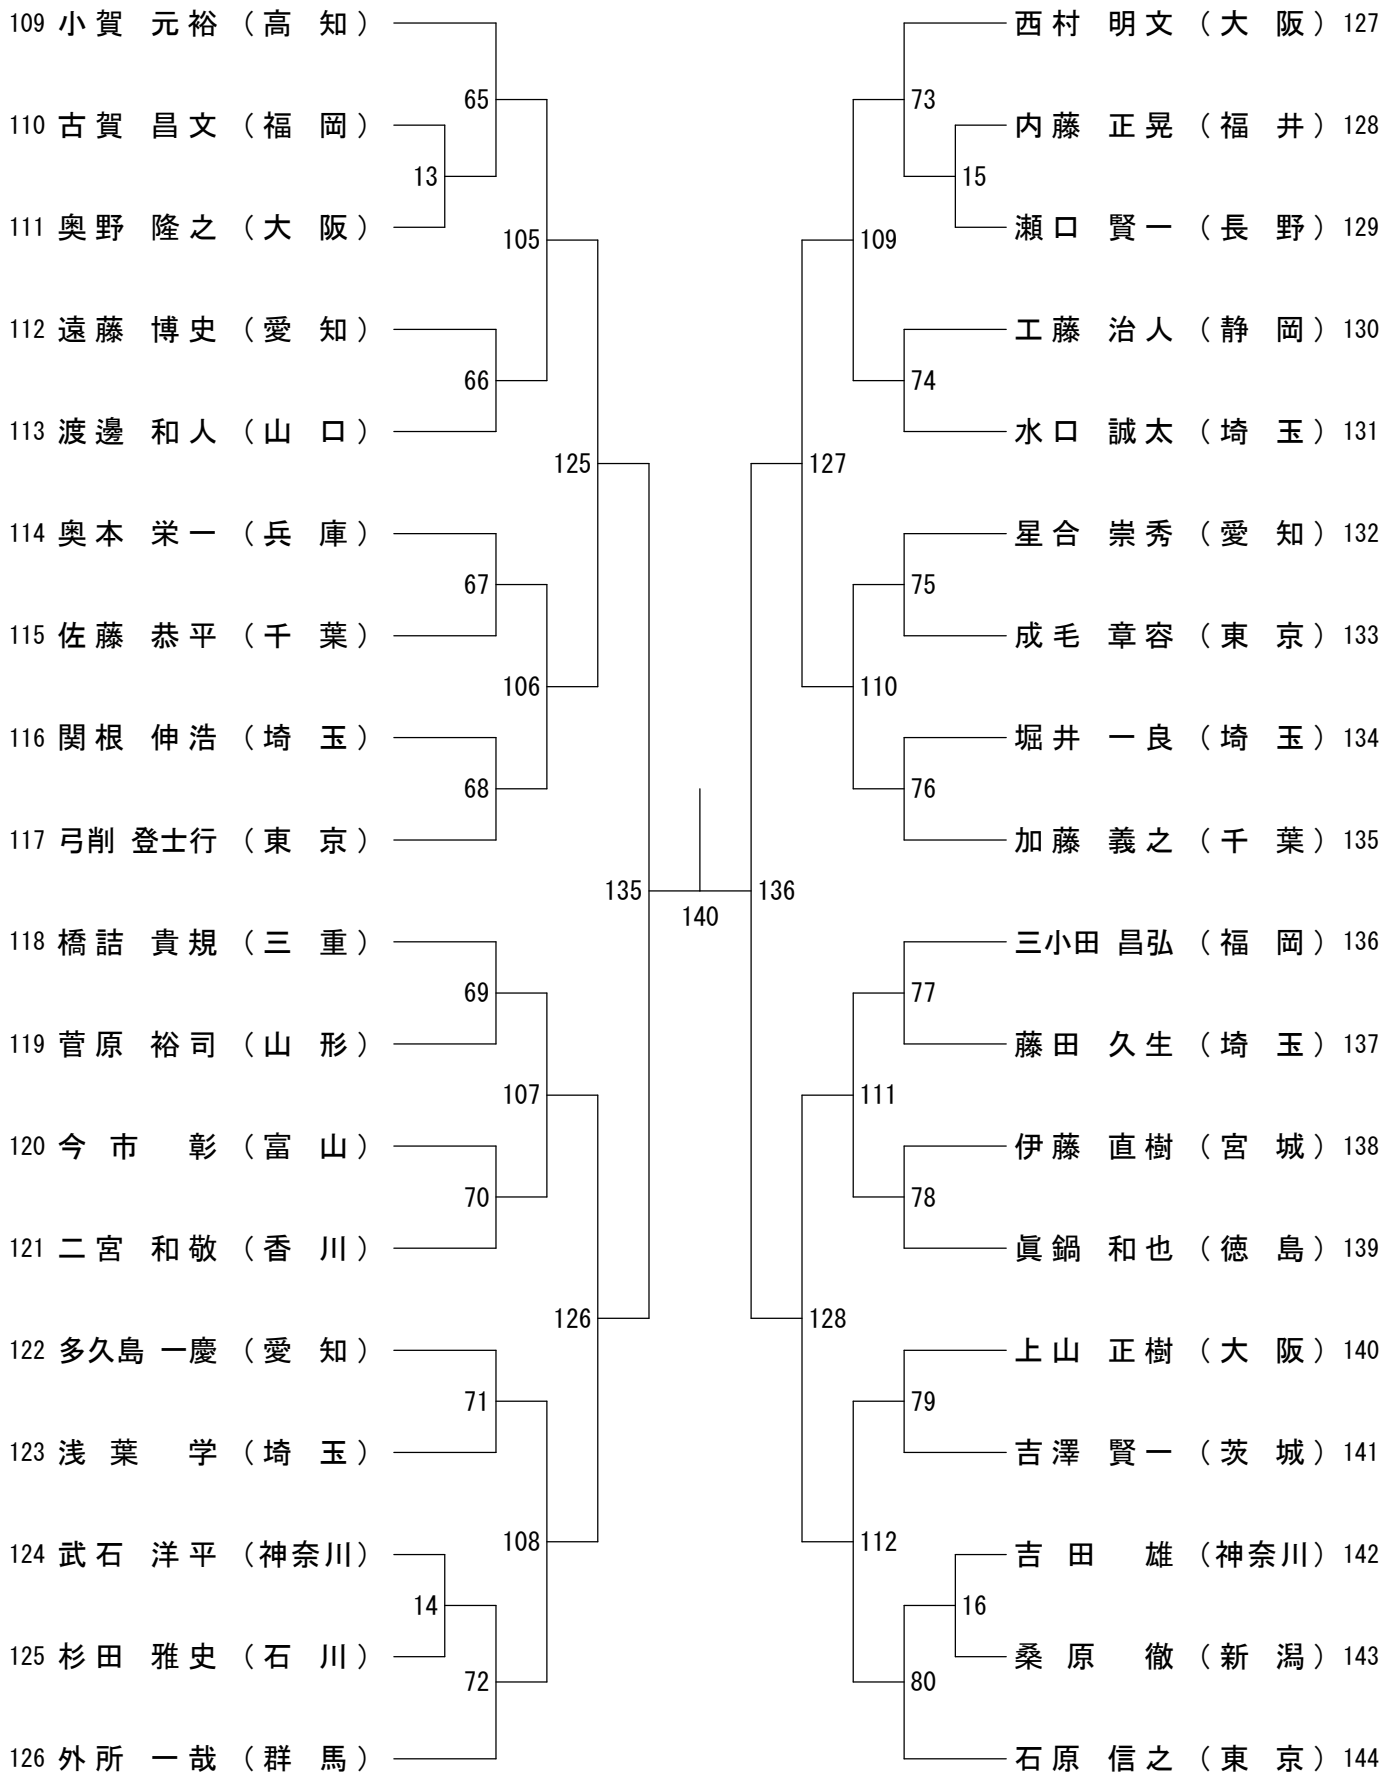 109 小賀 元裕 （高 知） 西村 明文 （大 阪） 127
65 73
110 古賀 昌文 （福 岡） 内藤 正晃 （福 井） 128
13 15
111 奥野 隆之 （大 阪） 瀬口 賢一 （長 野） 129
105 109
112 遠藤 博史 （愛 知） 工藤 治人 （静 岡） 130
66 74
113 渡邊 和人 （山 口） 水口 誠太 （埼 玉） 131
125 127
114 奥本 栄一 （兵 庫） 星合 崇秀 （愛 知） 132
67 75
115 佐藤 恭平 （千 葉） 成毛 章容 （東 京） 133
106 110
116 関根 伸浩 （埼 玉） 堀井 一良 （埼 玉） 134
68 76
117 弓削 登士行 （東 京） 加藤 義之 （千 葉） 135
135 136
140
118 橋詰 貴規 （三 重） 三小田 昌弘 （福 岡） 136
69 77
119 菅原 裕司 （山 形） 藤田 久生 （埼 玉） 137
107 111
120 今市 彰 （富 山） 伊藤 直樹 （宮 城） 138
70 78
121 二宮 和敬 （香 川） 眞鍋 和也 （徳 島） 139
126 128
122 多久島 一慶 （愛 知） 上山 正樹 （大 阪） 140
71 79
123 浅葉 学 （埼 玉） 吉澤 賢一 （茨 城） 141
108 112
124 武石 洋平 （神奈川） 吉田 雄 （神奈川） 142
14 16
125 杉田 雅史 （石 川） 桑原 徹 （新 潟） 143
72 80
126 外所 一哉 （群 馬） 石原 信之 （東 京） 144